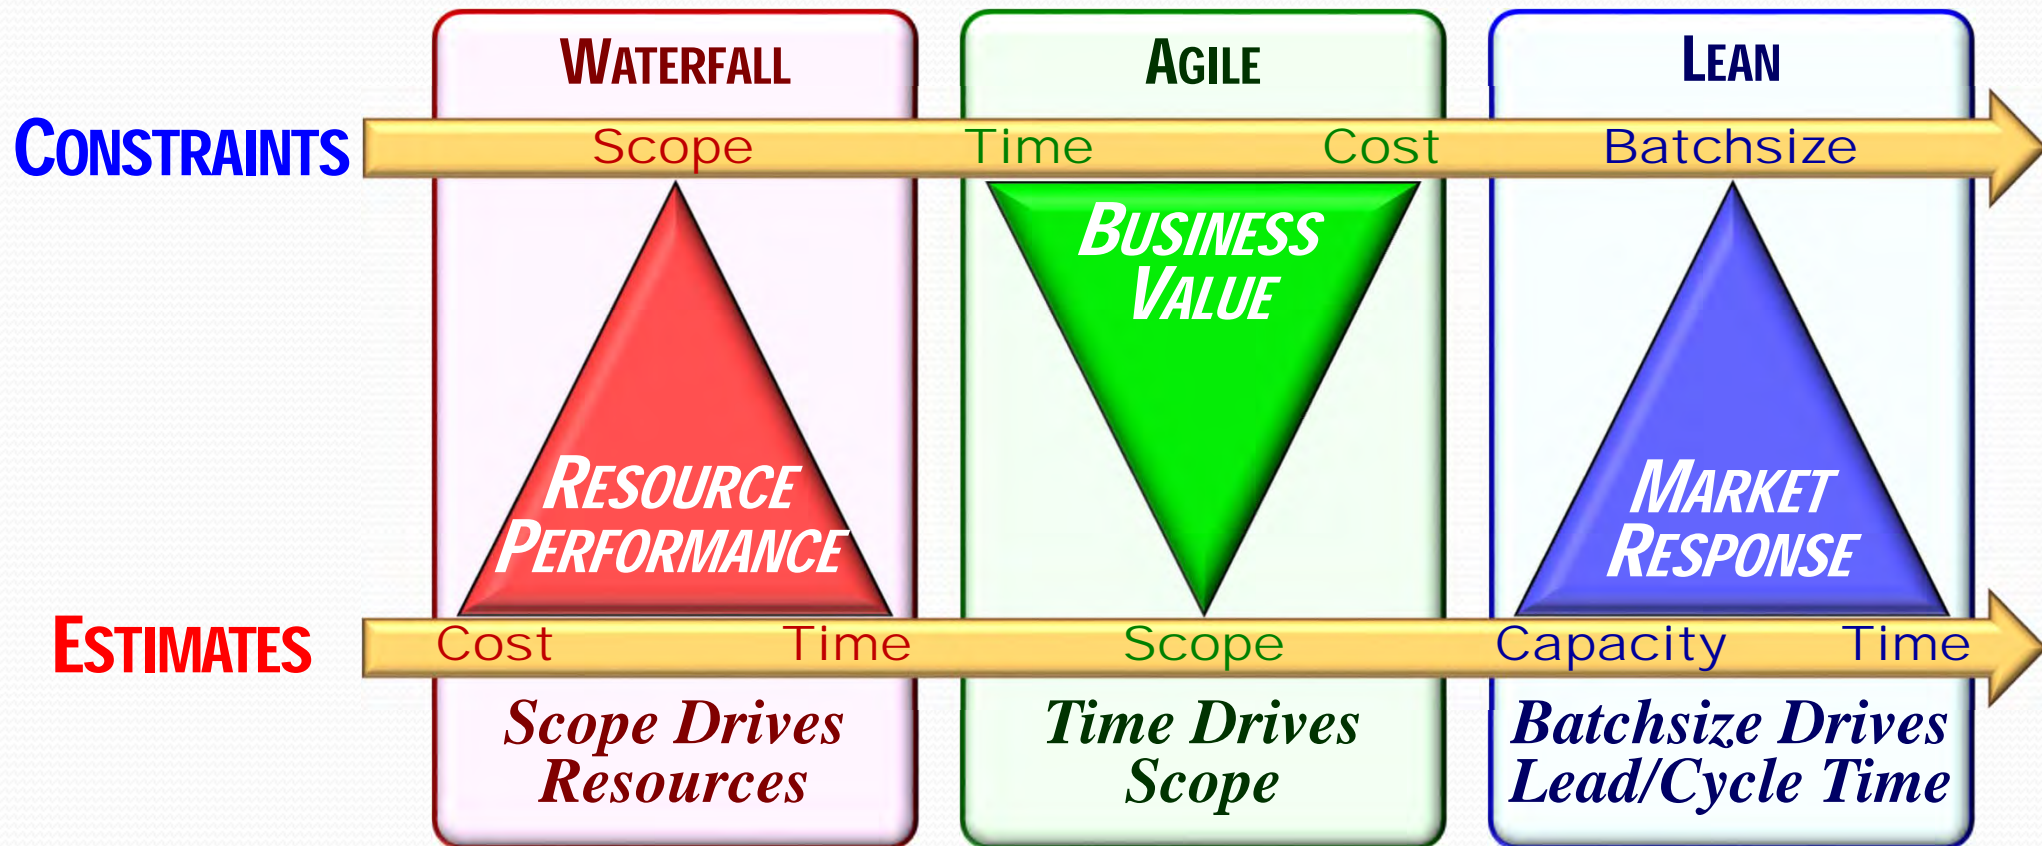 WATERFALL
AGILE
LEAN
CONSTRAINTS
Scope
Time
Cost
Batchsize
RESOURCE
PERFORMANCE
BUSINESS
VALUE
MARKET
RESPONSE
ESTIMATES
Cost
Time
Scope
Capacity
Time
Scope Drives
Resources
Time Drives
Scope
Batchsize Drives
Lead/Cycle Time